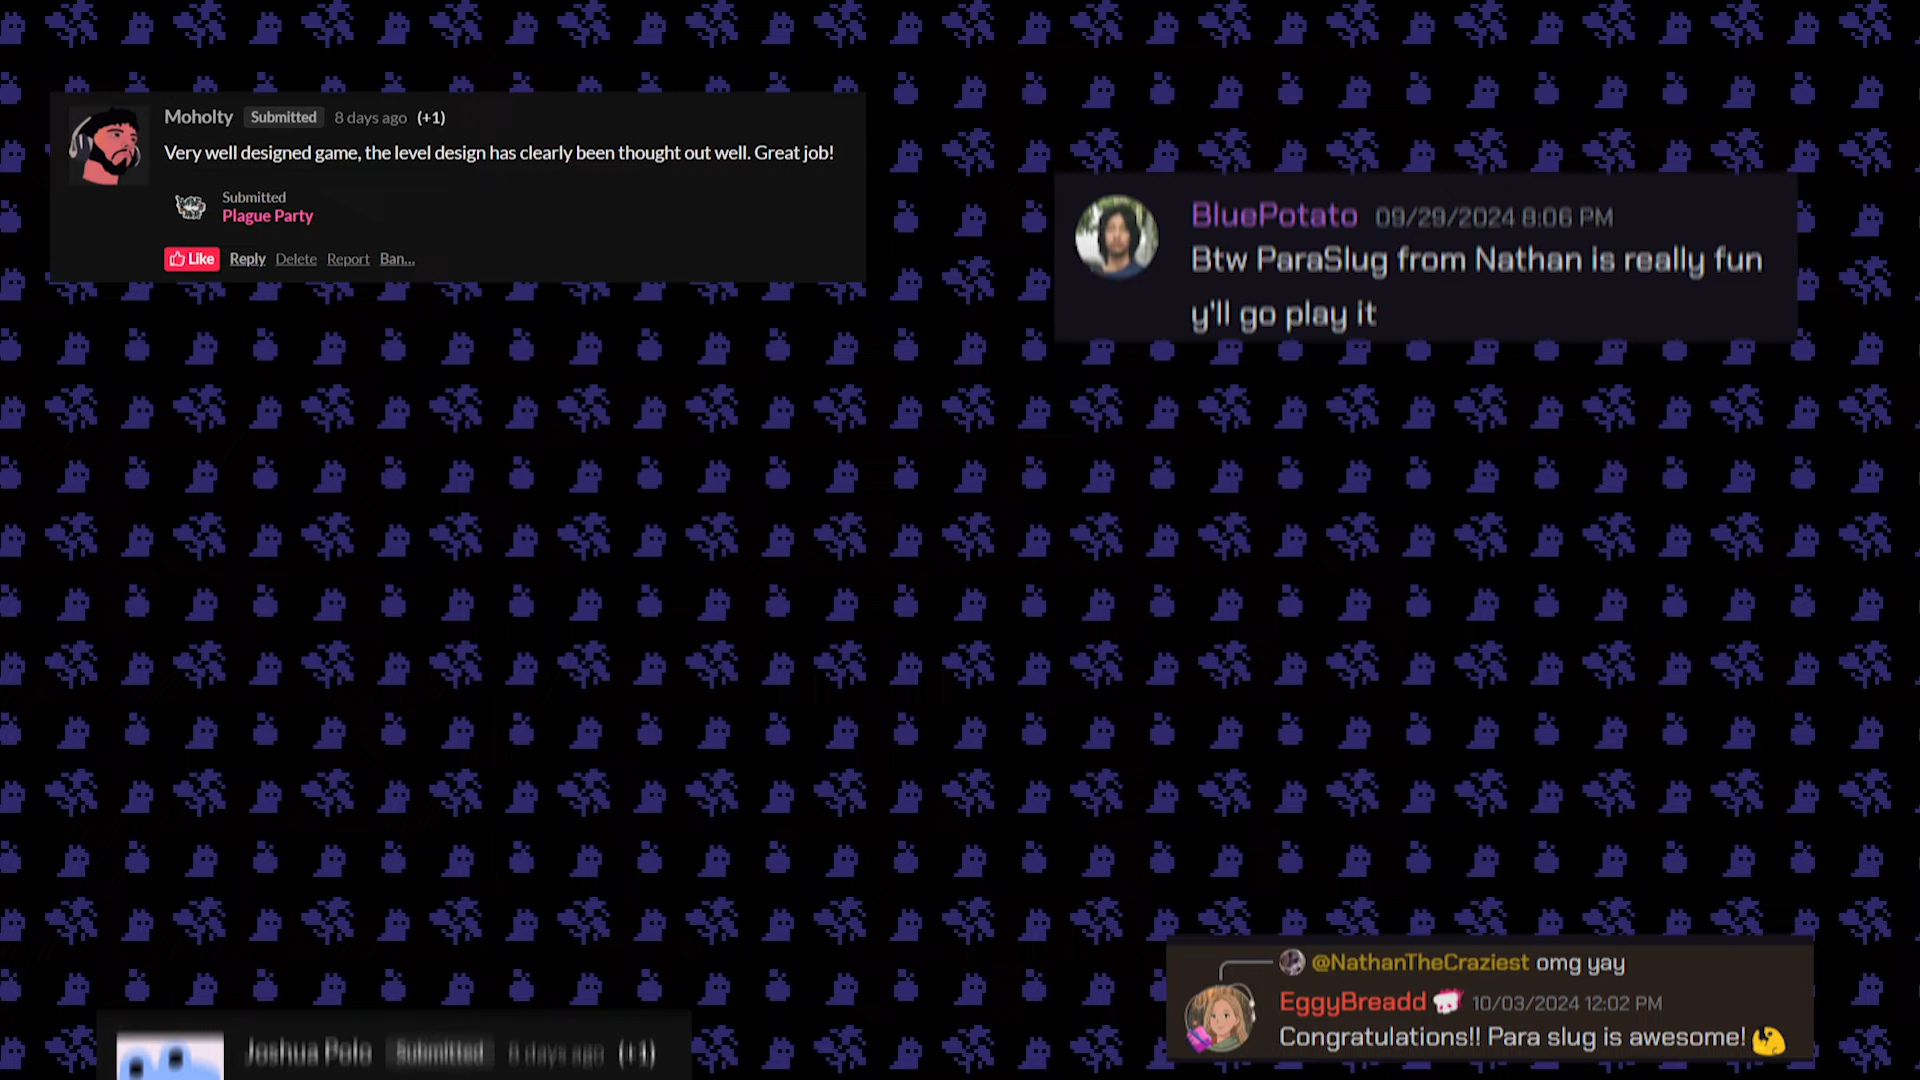 Moholty Submitted 8 days ago (+1)
Very well designed game, the level design has clearly been thought out well. Great job!
Submitted
Plague Party
Like Reply Delete Report Ban...
BluePotato 09/29/2024 8:06 PM
Btw ParaSlug from Nathan is really fun
y'll go play it
@NathanTheCraziest omg yay
EggyBreadd 10/03/2024 12:02 PM
Congratulations!! Para slug is awesome!
Joshua Polo Submitted 8 days ago (+1)